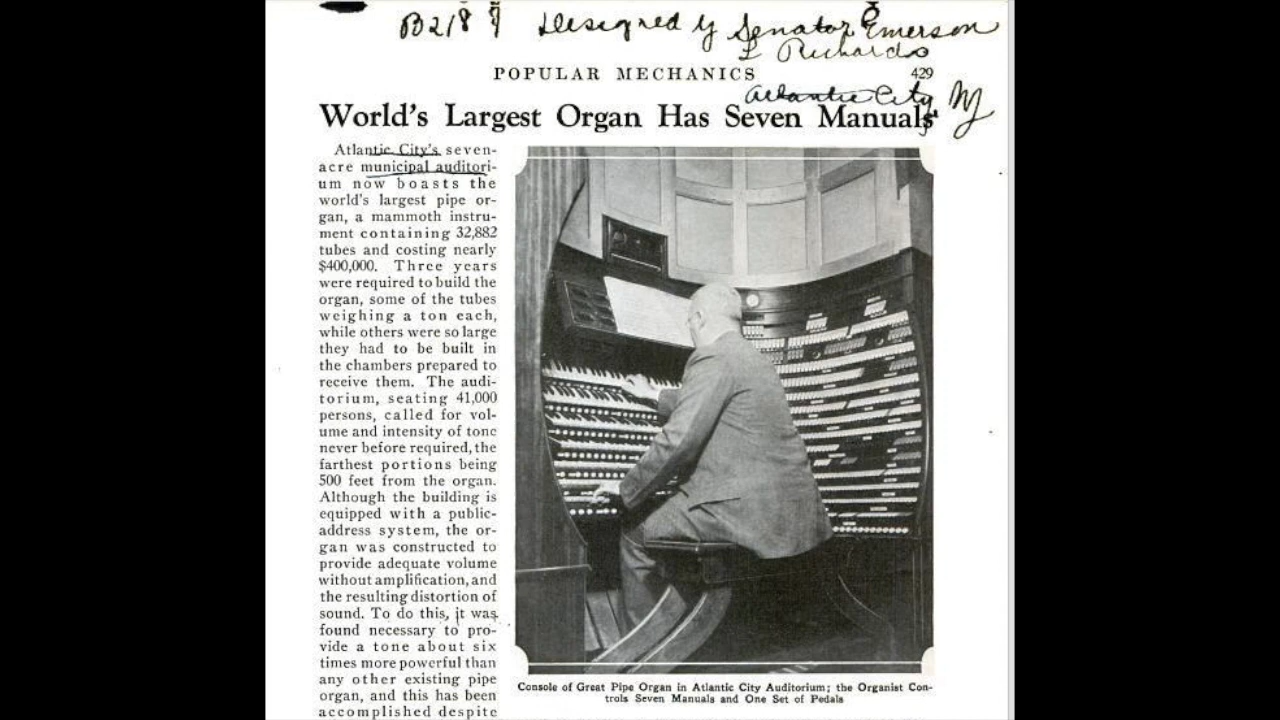 B2187 Designed by Senator Emerson
L Richards
POPULAR MECHANICS 429
Atlantic City, NJ
World's Largest Organ Has Seven Manuals
Atlantic City's seven-
acre municipal auditori-
um now boasts the
world's largest pipe or-
gan, a mammoth instru-
ment containing 32,882
tubes and costing nearly
$400,000. Three years
were required to build the
organ, some of the tubes
weighing a ton each,
while others were so large
they had to be built in
the chambers prepared to
receive them. The audi-
torium, seating 41,000
persons, called for vol-
ume and intensity of tone
never before required, the
farthest portions being
500 feet from the organ.
Although the building is
equipped with a public-
address system, the or-
gan was constructed to
provide adequate volume
without amplification, and
the resulting distortion of
sound. To do this, it was
found necessary to pro-
vide a tone about six
times more powerful than
any other existing pipe
organ, and this has been
accomplished despite
Console of Great Pipe Organ in Atlantic City Auditorium; the Organist Con-
trols Seven Manuals and One Set of Pedals